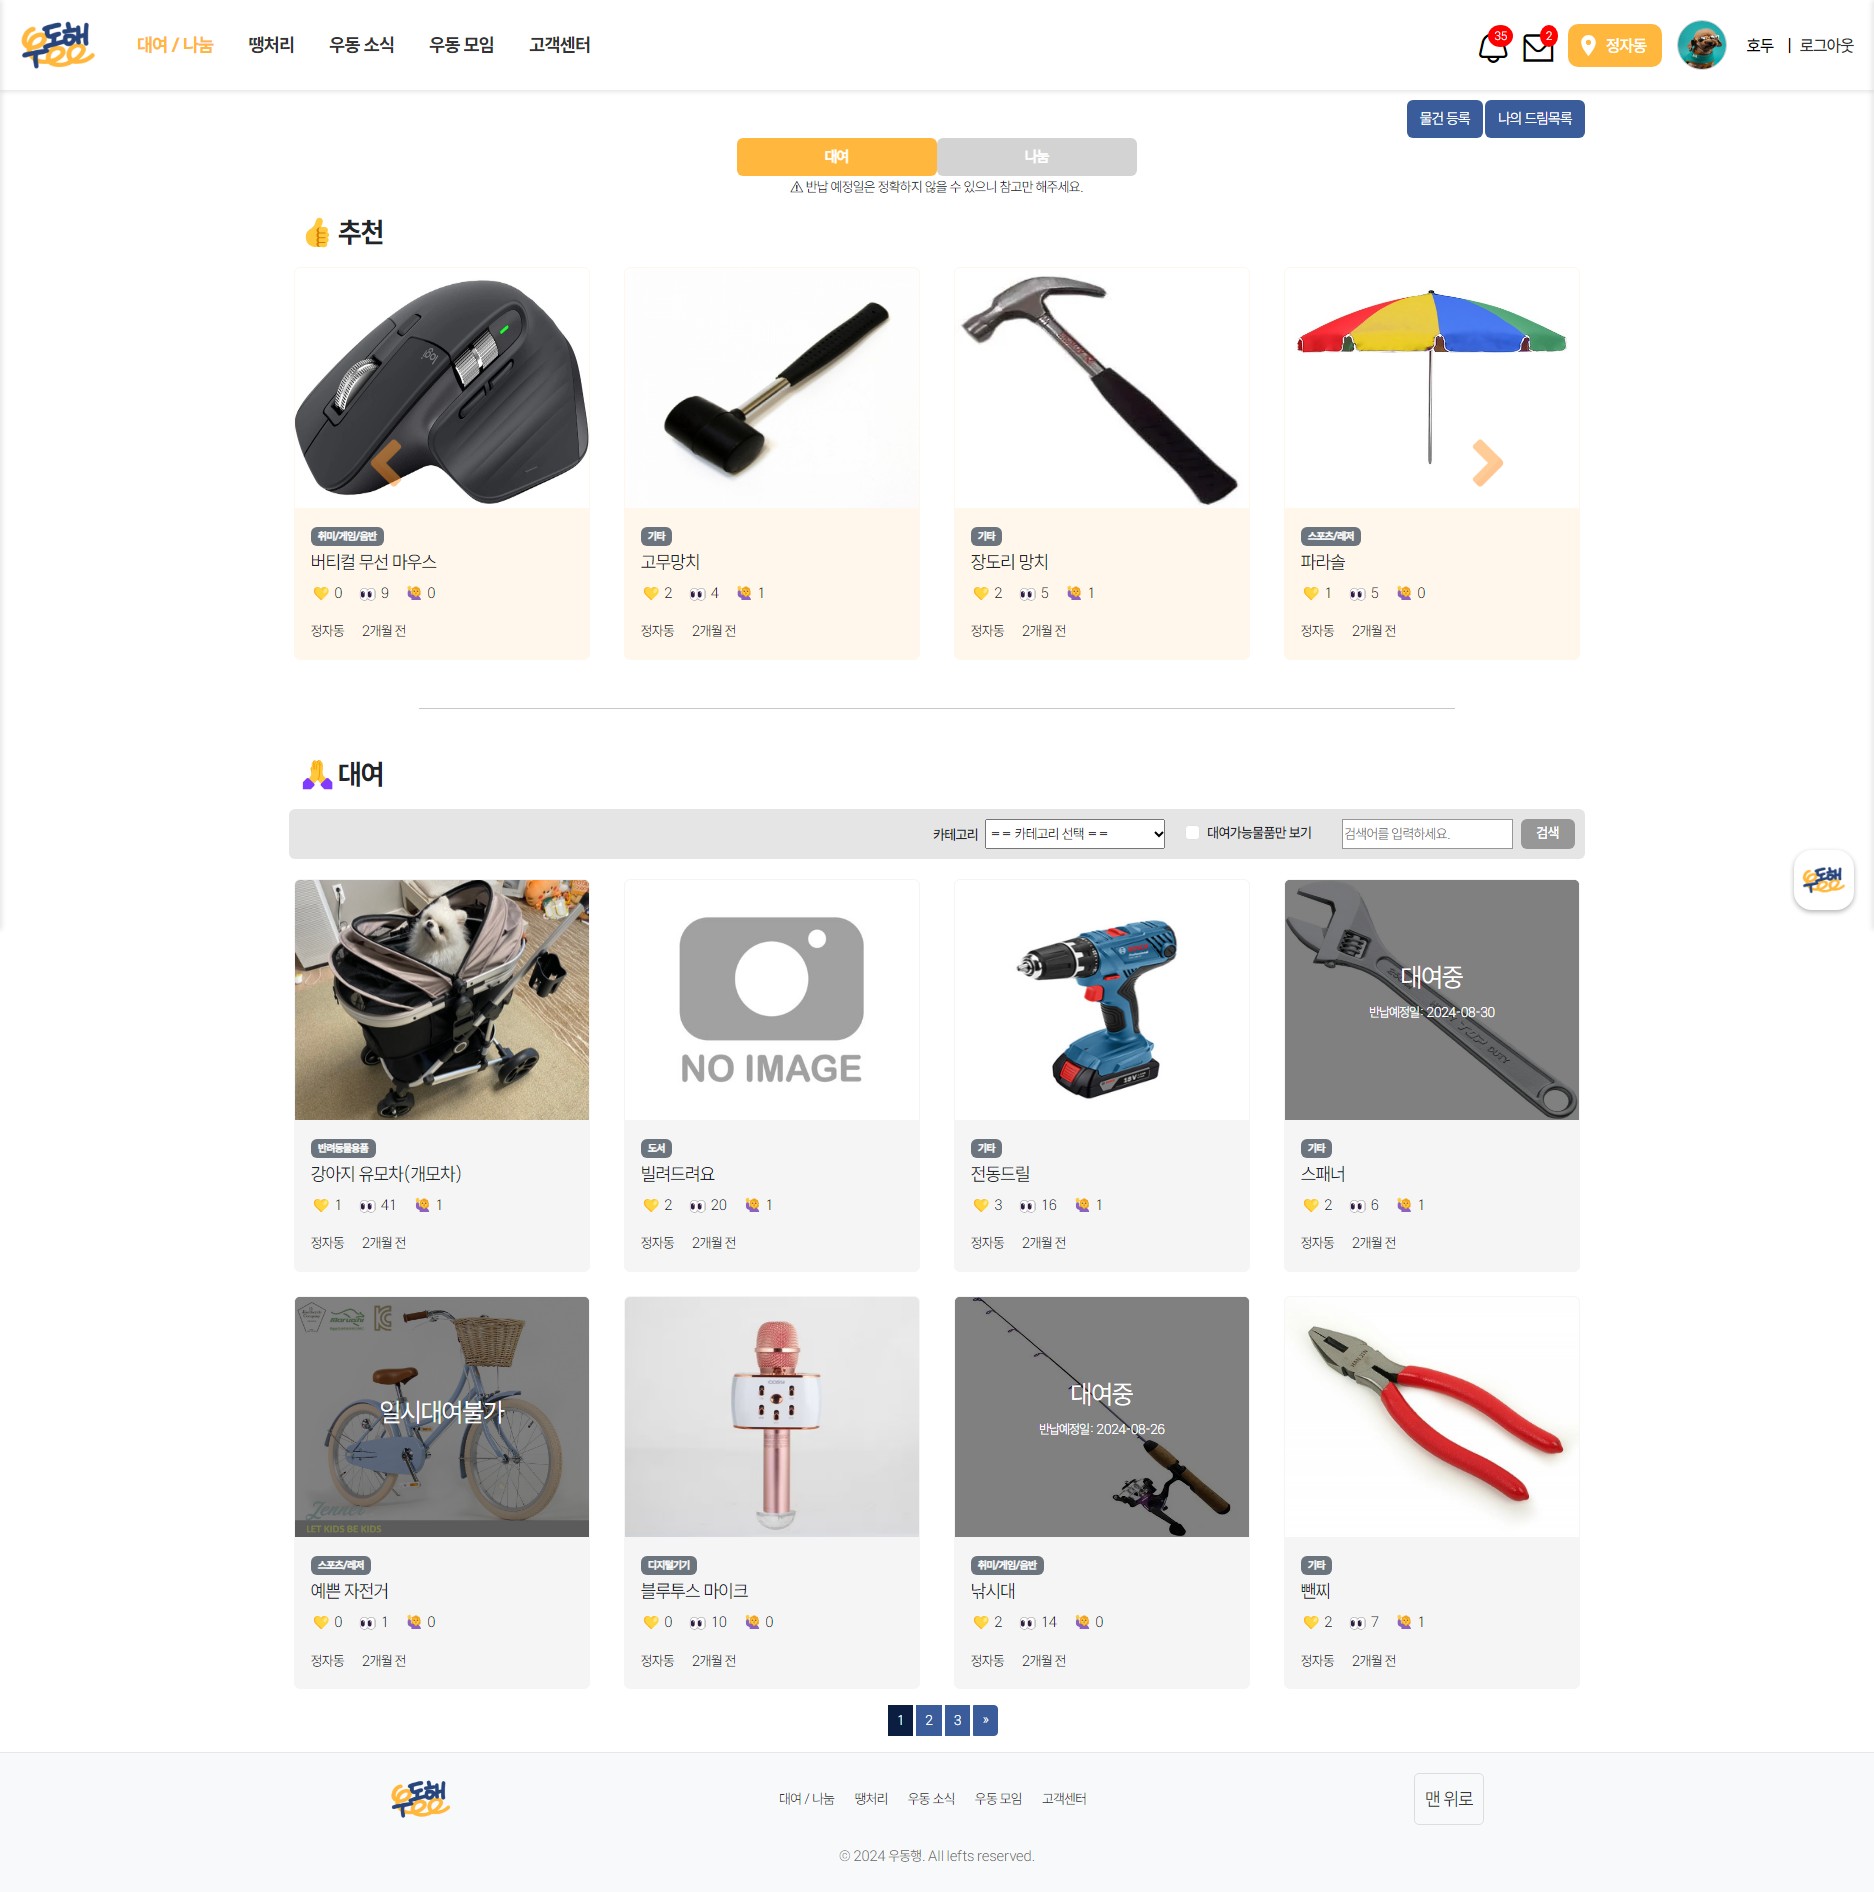 우동해
대여 / 나눔 땡처리 우동 소식 우동 모임 고객센터
35 2 정자동 호두 | 로그아웃
물건 등록 나의 드림목록
대여 나눔
⚠ 반납 예정일은 정확하지 않을 수 있으니 참고만 해주세요.
추천
logi
취미/게임/음반 기타 기타 스포츠/레저
버티컬 무선 마우스 고무망치 장도리 망치 파라솔
0 9 0 2 4 1 2 5 1 1 5 0
정자동 2개월 전 정자동 2개월 전 정자동 2개월 전 정자동 2개월 전
대여
카테고리 == 카테고리 선택 == 대여가능물품만 보기 검색어를 입력하세요. 검색
우동해
NO IMAGE
18V
대여중
반납예정일: 2024-08-30
DUTY
반려동물용품 도서 기타 기타
강아지 유모차(개모차) 빌려드려요 전동드릴 스패너
1 41 1 2 20 1 3 16 1 2 6 1
정자동 2개월 전 정자동 2개월 전 정자동 2개월 전 정자동 2개월 전
일시대여불가
LET KIDS BE KIDS
대여중
반납예정일: 2024-08-26
스포츠/레저 디지털기기 취미/게임/음반 기타
예쁜 자전거 블루투스 마이크 낚시대 뺀찌
0 1 0 0 10 0 2 14 0 2 7 1
정자동 2개월 전 정자동 2개월 전 정자동 2개월 전 정자동 2개월 전
1 2 3 »
우동해
대여 / 나눔 땡처리 우동 소식 우동 모임 고객센터
맨 위로
© 2024 우동행. All lefts reserved.